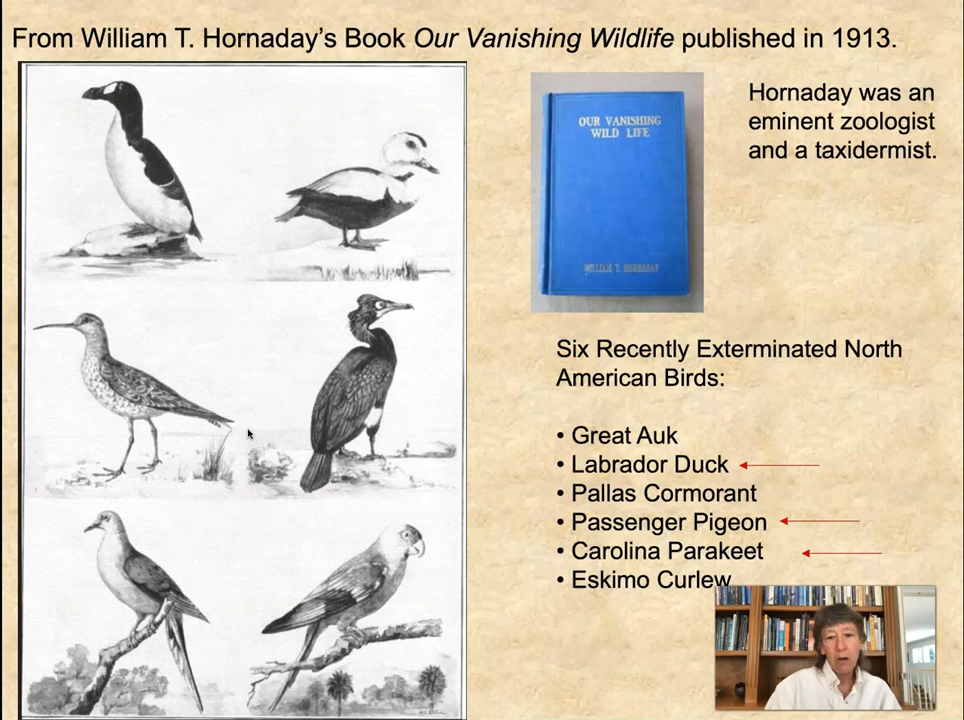 From William T. Hornaday’s Book Our Vanishing Wildlife published in 1913.
OUR VANISHING
WILD LIFE
WILLIAM T. HORNADAY
Hornaday was an
eminent zoologist
and a taxidermist.
Six Recently Exterminated North
American Birds:
• Great Auk
• Labrador Duck
• Pallas Cormorant
• Passenger Pigeon
• Carolina Parakeet
• Eskimo Curlew